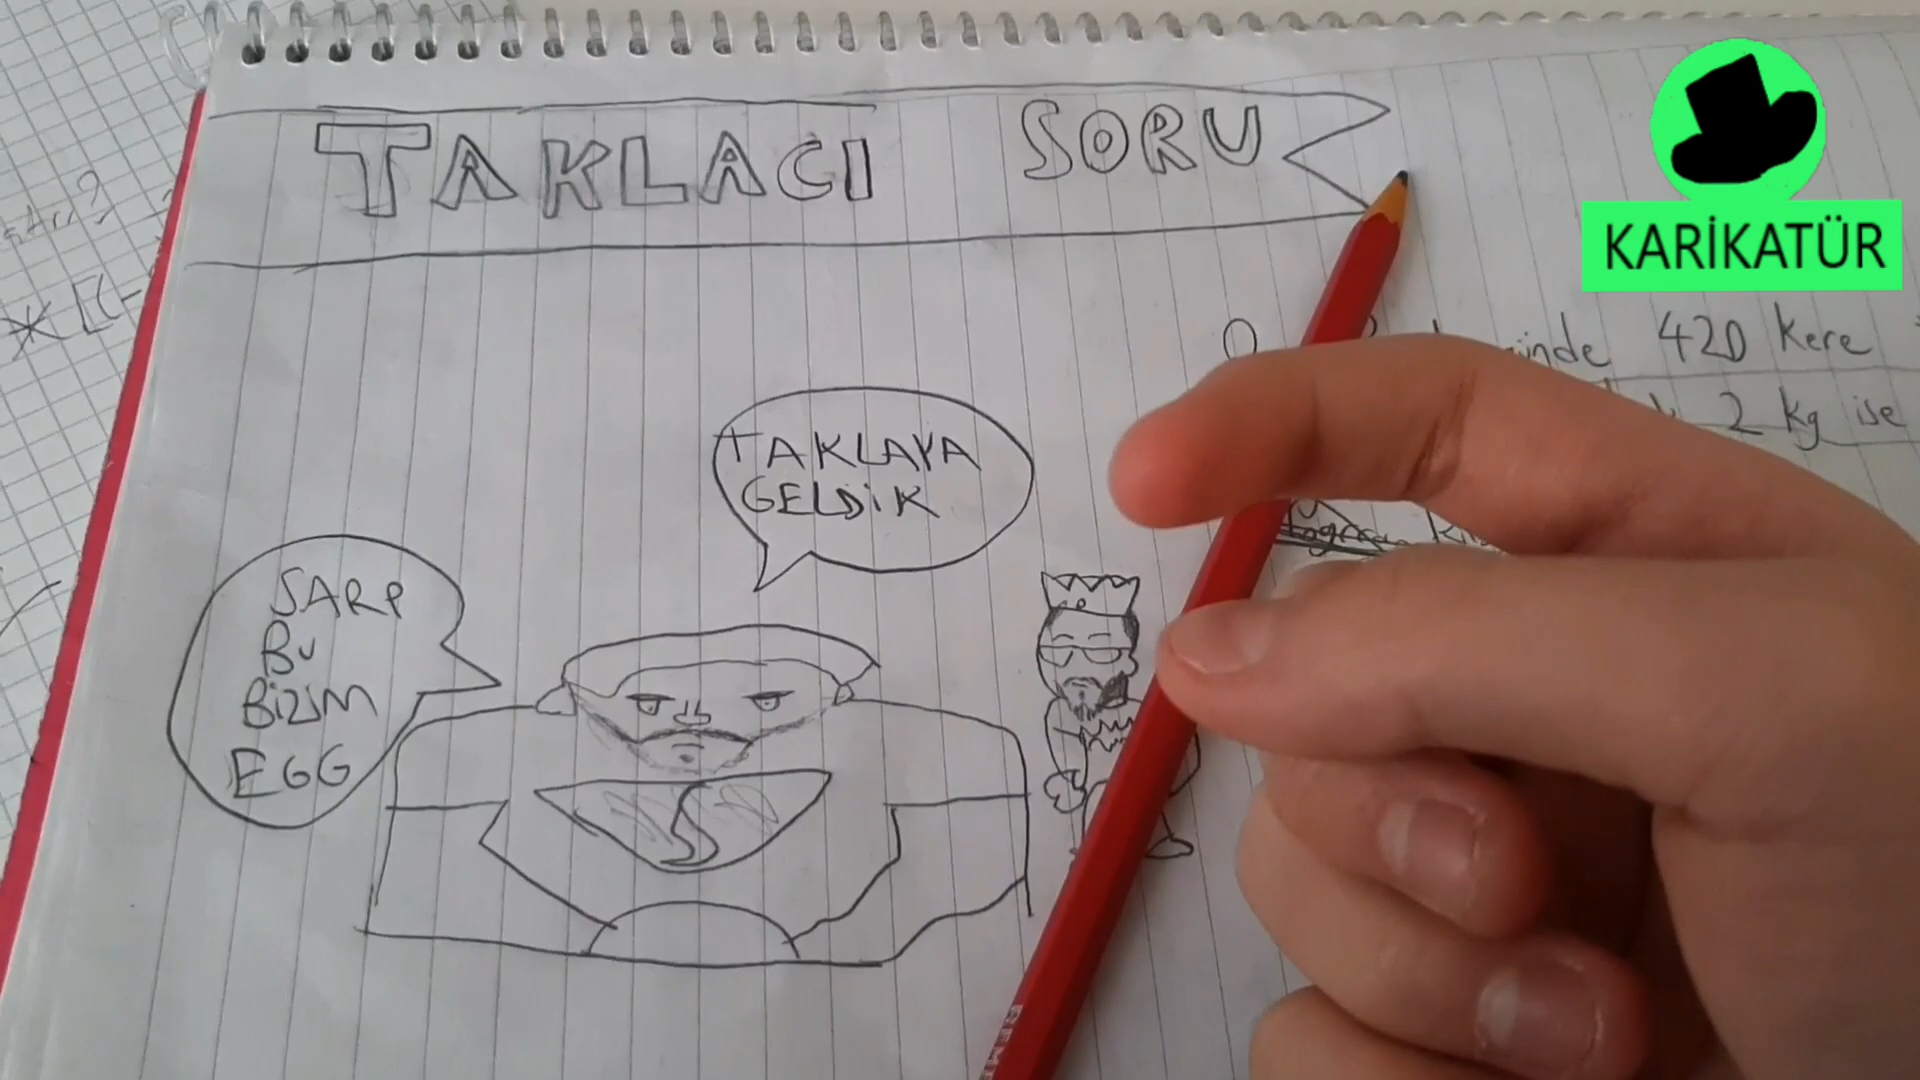 TAKLACI SORU
KARİKATÜR
420 kere
2 kg ise
TAKLAYA
GELDİK
SARP
BU
BİZİM
EGG
S